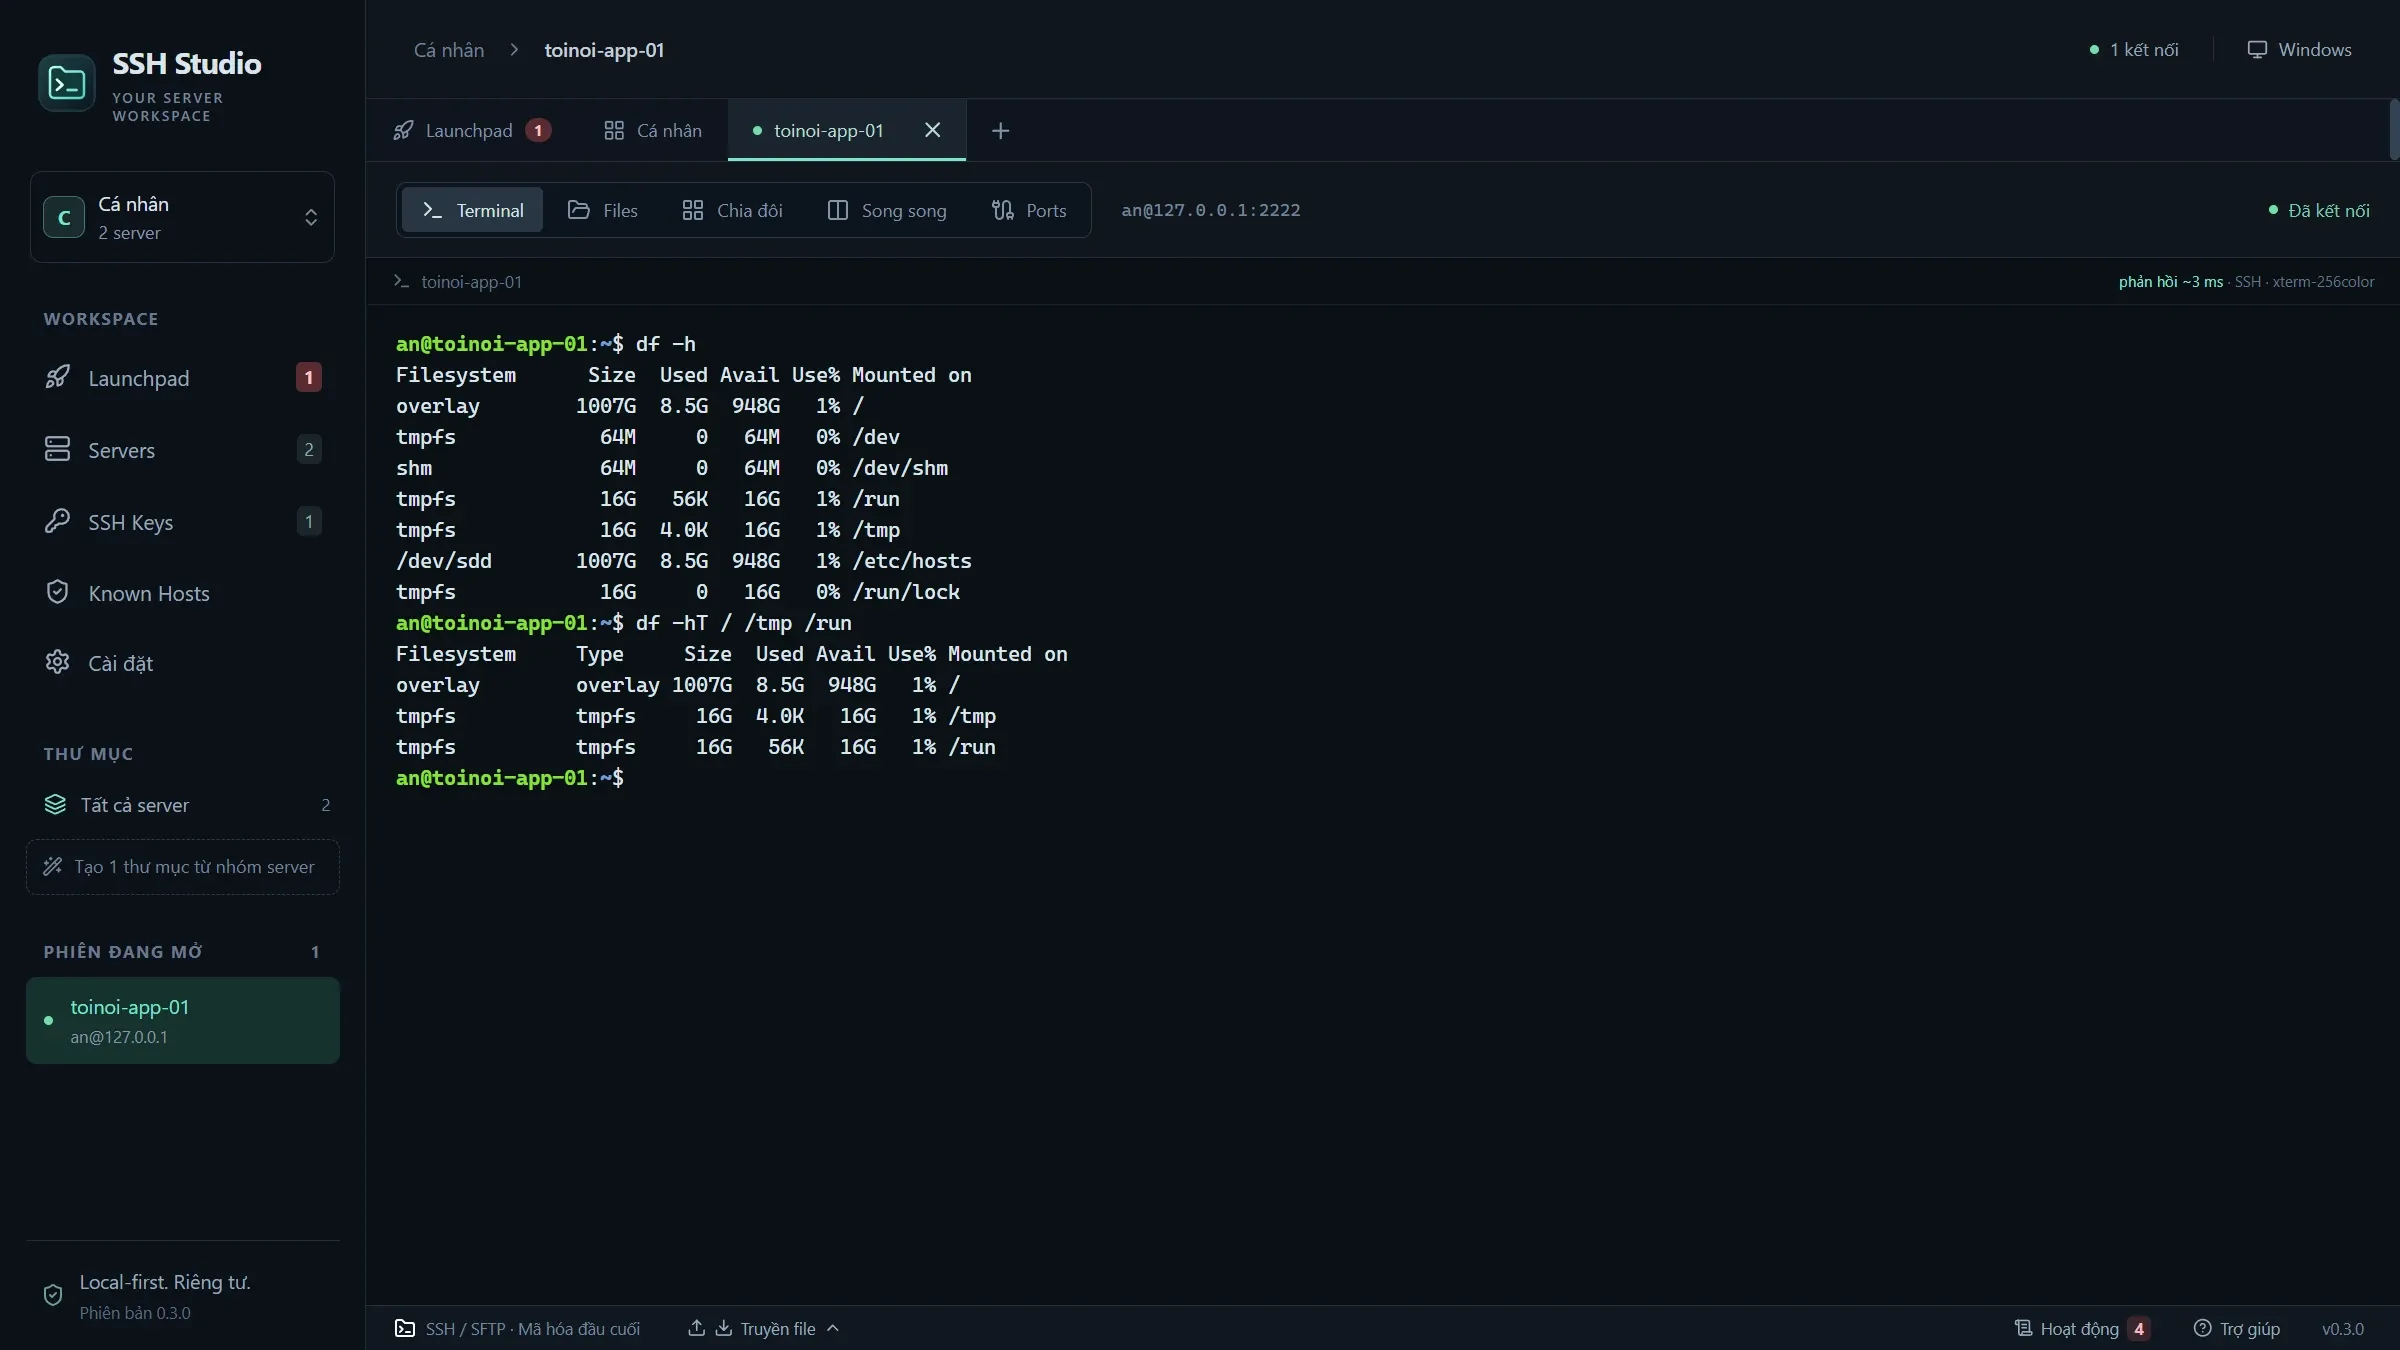 SSH Studio
YOUR SERVER
WORKSPACE
C
Cá nhân
2 server
WORKSPACE
Launchpad 1
Servers 2
SSH Keys 1
Known Hosts
Cài đặt
THƯ MỤC
Tất cả server 2
Tạo 1 thư mục từ nhóm server
PHIÊN ĐANG MỞ 1
toinoi-app-01
an@127.0.0.1
Local-first. Riêng tư.
Phiên bản 0.3.0
Cá nhân > toinoi-app-01
1 kết nối
Windows
Launchpad 1
Cá nhân
toinoi-app-01
Terminal
Files
Chia đôi
Song song
Ports
an@127.0.0.1:2222
Đã kết nối
toinoi-app-01
phản hồi ~3 ms · SSH · xterm-256color
an@toinoi-app-01:~$ df -h
Filesystem      Size  Used Avail Use% Mounted on
overlay        1007G  8.5G  948G   1% /
tmpfs            64M     0   64M   0% /dev
shm              64M     0   64M   0% /dev/shm
tmpfs            16G   56K   16G   1% /run
tmpfs            16G  4.0K   16G   1% /tmp
/dev/sdd       1007G  8.5G  948G   1% /etc/hosts
tmpfs            16G     0   16G   0% /run/lock
an@toinoi-app-01:~$ df -hT / /tmp /run
Filesystem     Type     Size  Used Avail Use% Mounted on
overlay        overlay 1007G  8.5G  948G   1% /
tmpfs          tmpfs     16G  4.0K   16G   1% /tmp
tmpfs          tmpfs     16G   56K   16G   1% /run
an@toinoi-app-01:~$
SSH / SFTP · Mã hóa đầu cuối
Truyền file
Hoạt động 4
Trợ giúp
v0.3.0